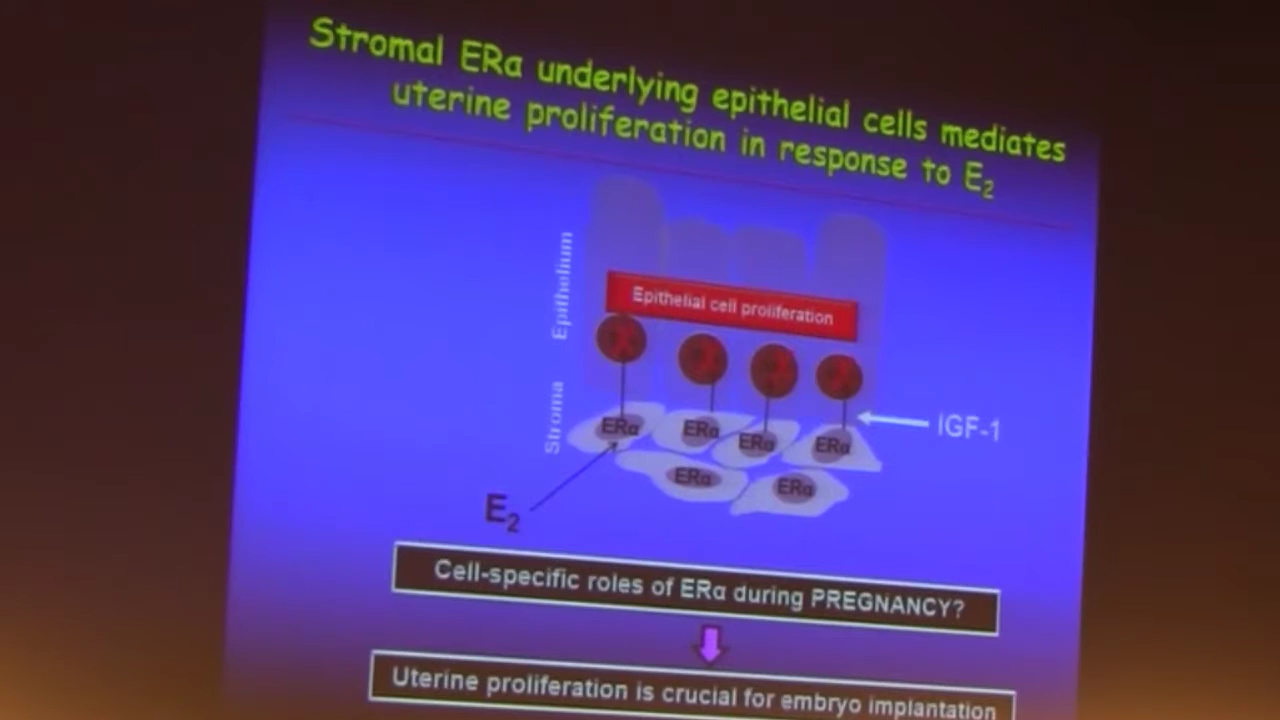 Stromal ERα underlying epithelial cells mediates
uterine proliferation in response to E₂
Epithelium
Epithelial cell proliferation
Stroma
ERα
ERα
ERα
ERα
IGF-1
ERα
ERα
E₂
Cell-specific roles of ERα during PREGNANCY?
Uterine proliferation is crucial for embryo implantation